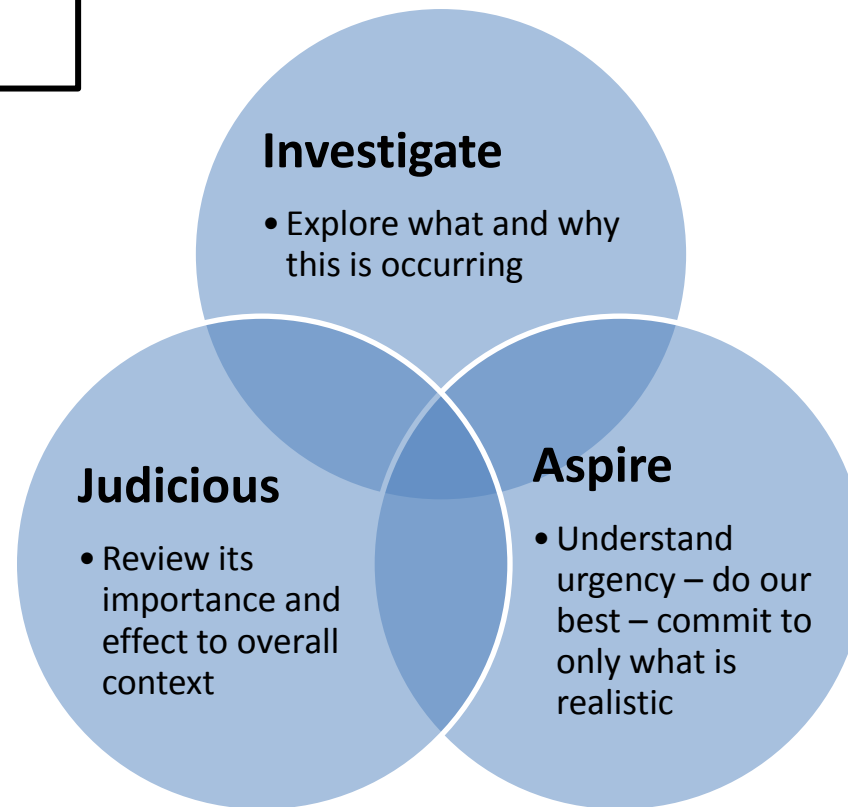 Investigate
• Explore what and why
this is occurring
Judicious
• Review its
importance and
effect to overall
context
Aspire
• Understand
urgency – do our
best – commit to
only what is
realistic